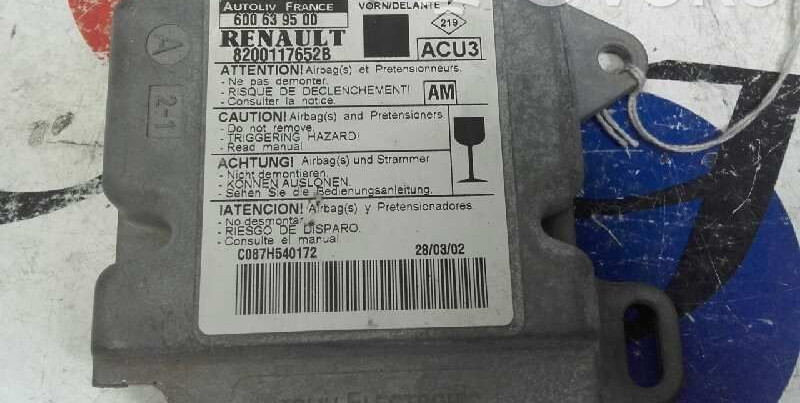 AUTOLIV FRANCE
VORN/DELANTE
600 63 95 00
219
RENAULT
ACU3
8200117652B
ATTENTION! Airbag(s) et Pretensionneurs.
- Ne pas demonter.
- RISQUE DE DECLENCHEMENT!
- Consulter la notice.
AM
A
2-1
CAUTION! Airbag(s) and Pretensioners
- Do not remove.
- TRIGGERING HAZARD!
- Read manual
ACHTUNG! Airbag(s) und Strammer
- Nicht demontieren.
- KONNEN AUSLONEN.
- Sehen Sie die Bedienungsanleitung.
!ATENCION! Airbag(s) y Pretensionadores
- No desmontar
- RIESGO DE DISPARO.
- Consulte el manual
C087H540172
28/03/02